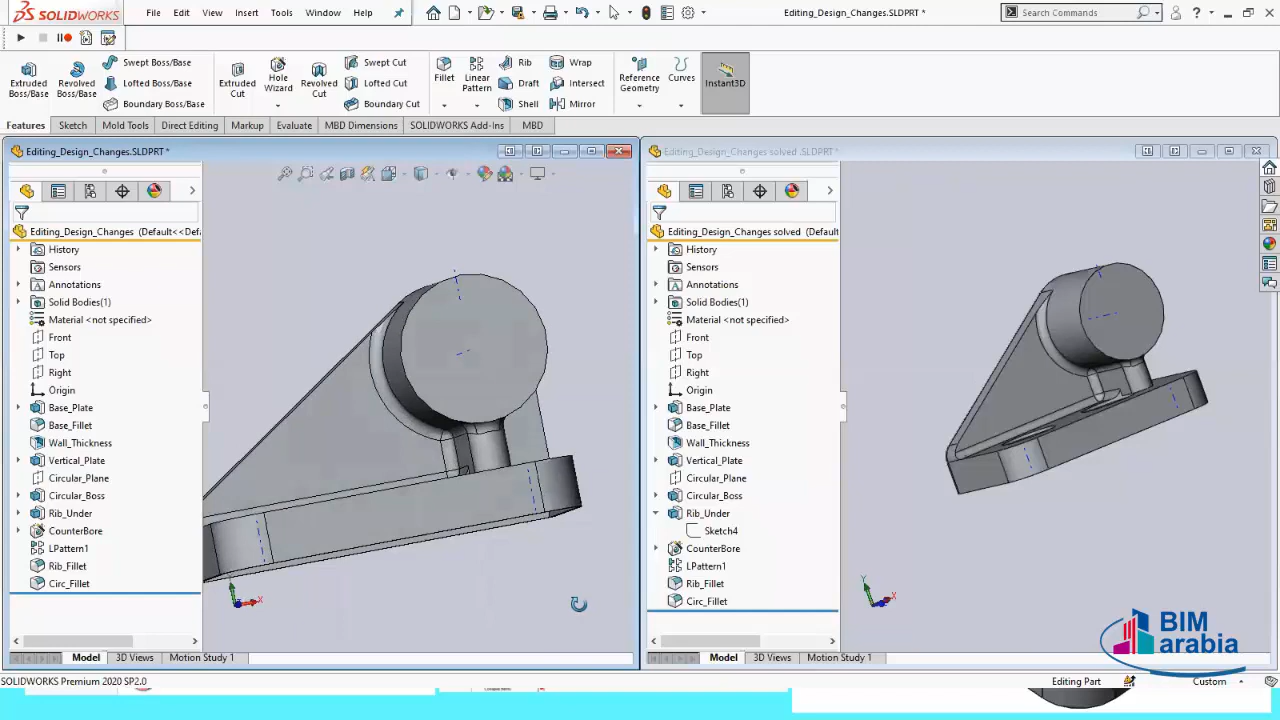 SOLIDWORKS File Edit View Insert Tools Window Help Editing_Design_Changes.SLDPRT * Search Commands
Extruded Boss/Base Revolved Boss/Base Swept Boss/Base Lofted Boss/Base Boundary Boss/Base Extruded Cut Hole Wizard Revolved Cut Swept Cut Lofted Cut Boundary Cut Fillet Linear Pattern Rib Draft Shell Wrap Intersect Mirror Reference Geometry Curves Instant3D
Features Sketch Mold Tools Direct Editing Markup Evaluate MBD Dimensions SOLIDWORKS Add-Ins MBD
Editing_Design_Changes.SLDPRT *
Editing_Design_Changes (Default<<Defa
History
Sensors
Annotations
Solid Bodies(1)
Material <not specified>
Front
Top
Right
Origin
Base_Plate
Base_Fillet
Wall_Thickness
Vertical_Plate
Circular_Plane
Circular_Boss
Rib_Under
CounterBore
LPattern1
Rib_Fillet
Circ_Fillet
Model 3D Views Motion Study 1
Editing_Design_Changes solved .SLDPRT *
Editing_Design_Changes solved (Default
History
Sensors
Annotations
Solid Bodies(1)
Material <not specified>
Front
Top
Right
Origin
Base_Plate
Base_Fillet
Wall_Thickness
Vertical_Plate
Circular_Plane
Circular_Boss
Rib_Under
Sketch4
CounterBore
LPattern1
Rib_Fillet
Circ_Fillet
Y
X
Model 3D Views Motion Study 1
BIM
arabia
SOLIDWORKS Premium 2020 SP2.0 Editing Part Custom